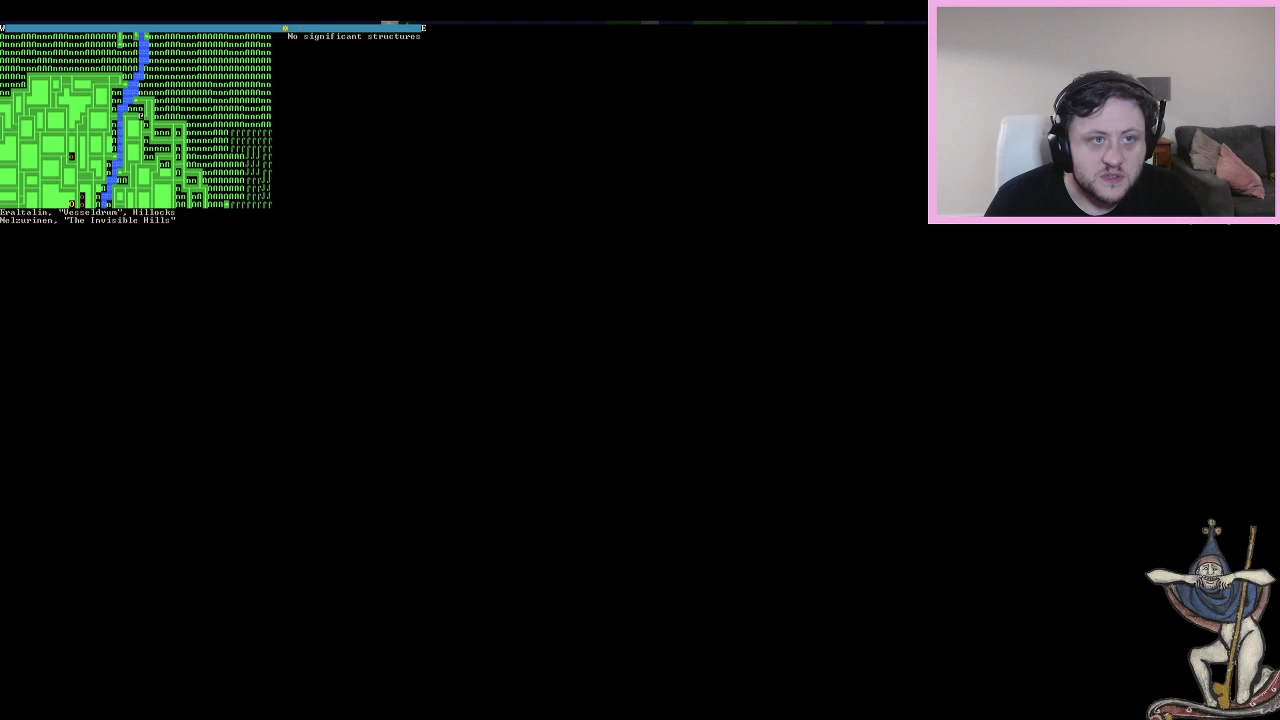 W E
No significant structures
Eraltalin, "Vesseldrum", Hillocks
Nelzurinen, "The Invisible Hills"